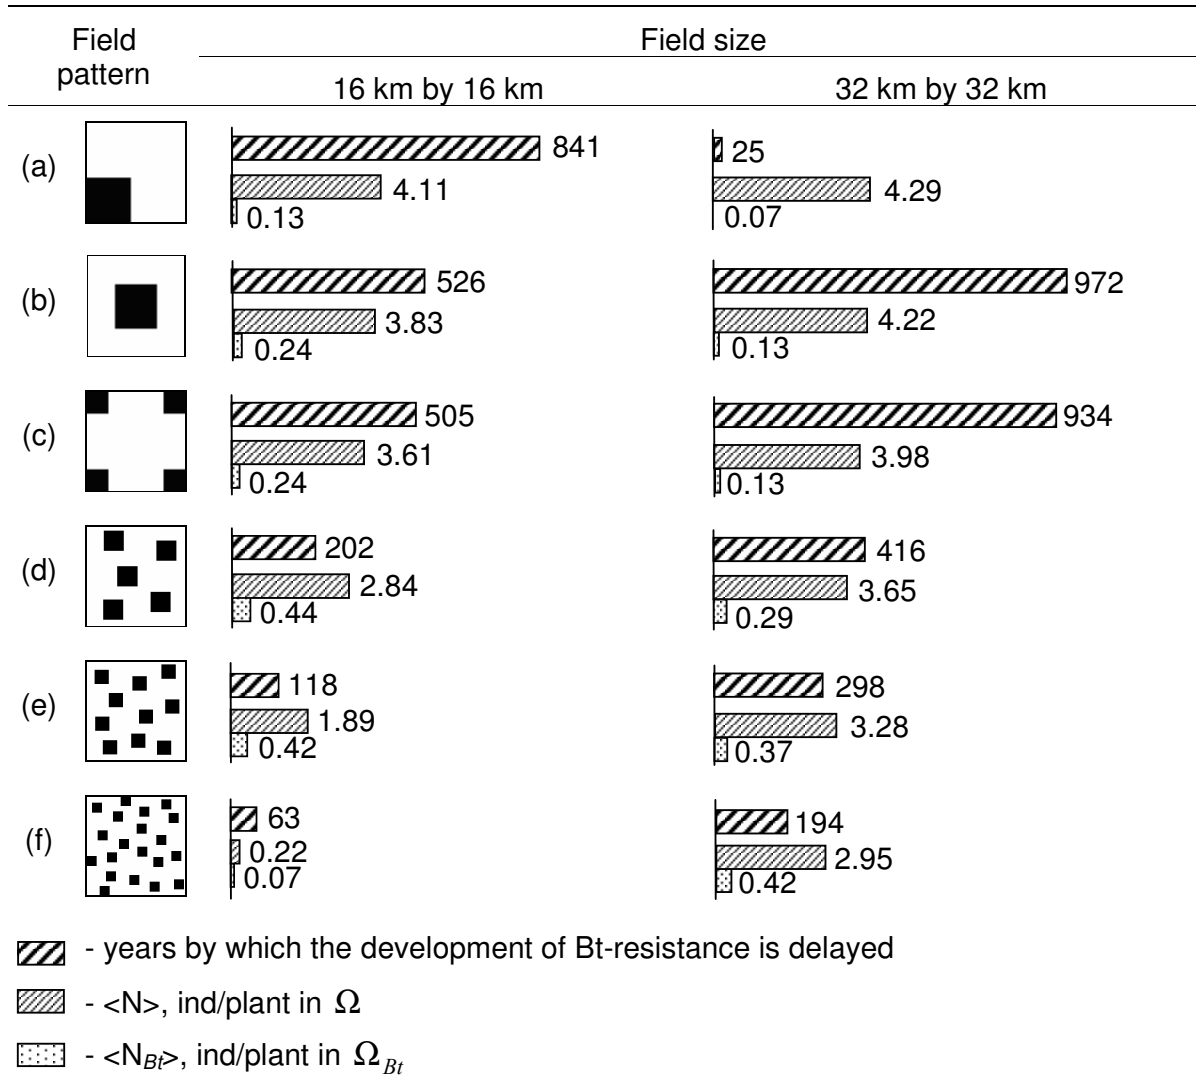 Field pattern
Field size
16 km by 16 km
32 km by 32 km
(a)
841
4.11
0.13
25
4.29
0.07
(b)
526
3.83
0.24
972
4.22
0.13
(c)
505
3.61
0.24
934
3.98
0.13
(d)
202
2.84
0.44
416
3.65
0.29
(e)
118
1.89
0.42
298
3.28
0.37
(f)
63
0.22
0.07
194
2.95
0.42
- years by which the development of Bt-resistance is delayed
- <N>, ind/plant in Ω
- <N_Bt>, ind/plant in Ω_Bt